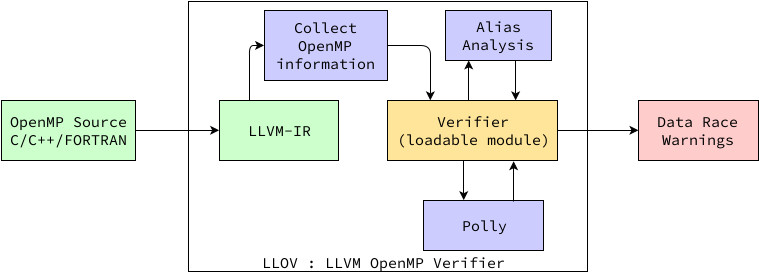 Collect
OpenMP
information
Alias
Analysis
OpenMP Source
C/C++/FORTRAN
LLVM-IR
Verifier
(loadable module)
Data Race
Warnings
Polly
LLOV : LLVM OpenMP Verifier